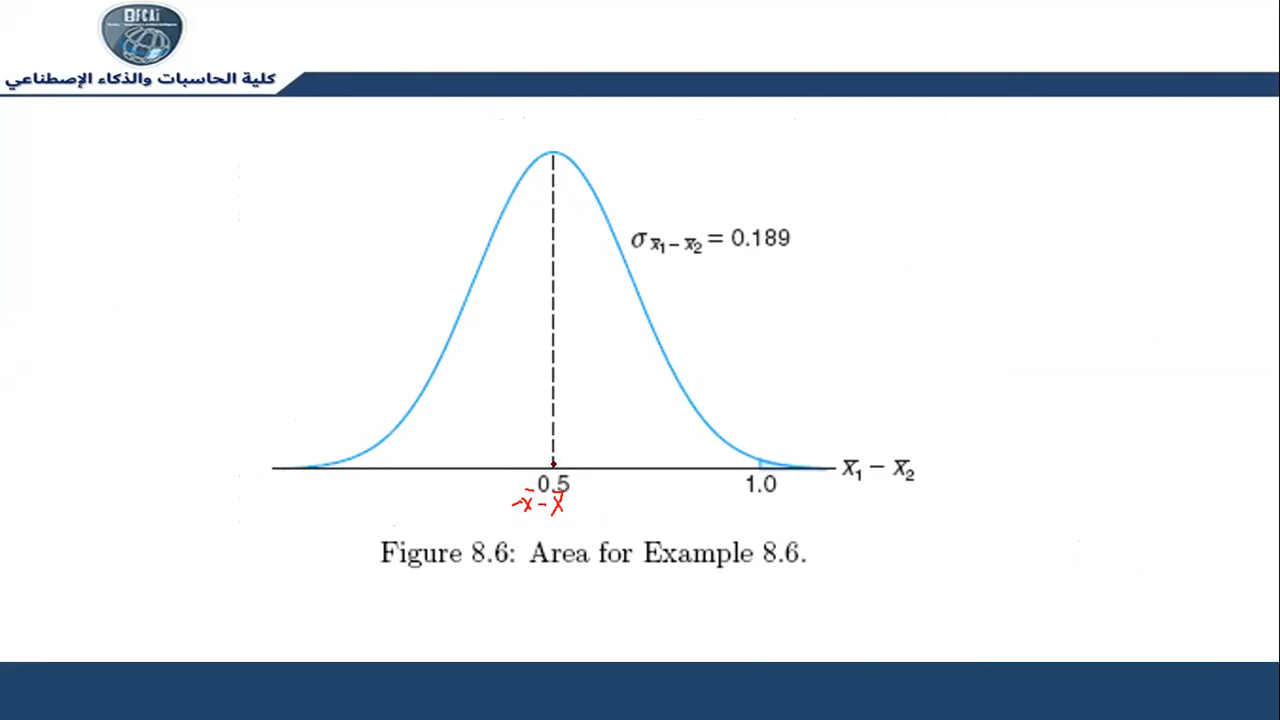 BFCAI
كلية الحاسبات والذكاء الإصطناعي
σ x̄₁ − x̄₂ = 0.189
x̄₁ − x̄₂
0.5
1.0
x̄ - x̄
Figure 8.6: Area for Example 8.6.